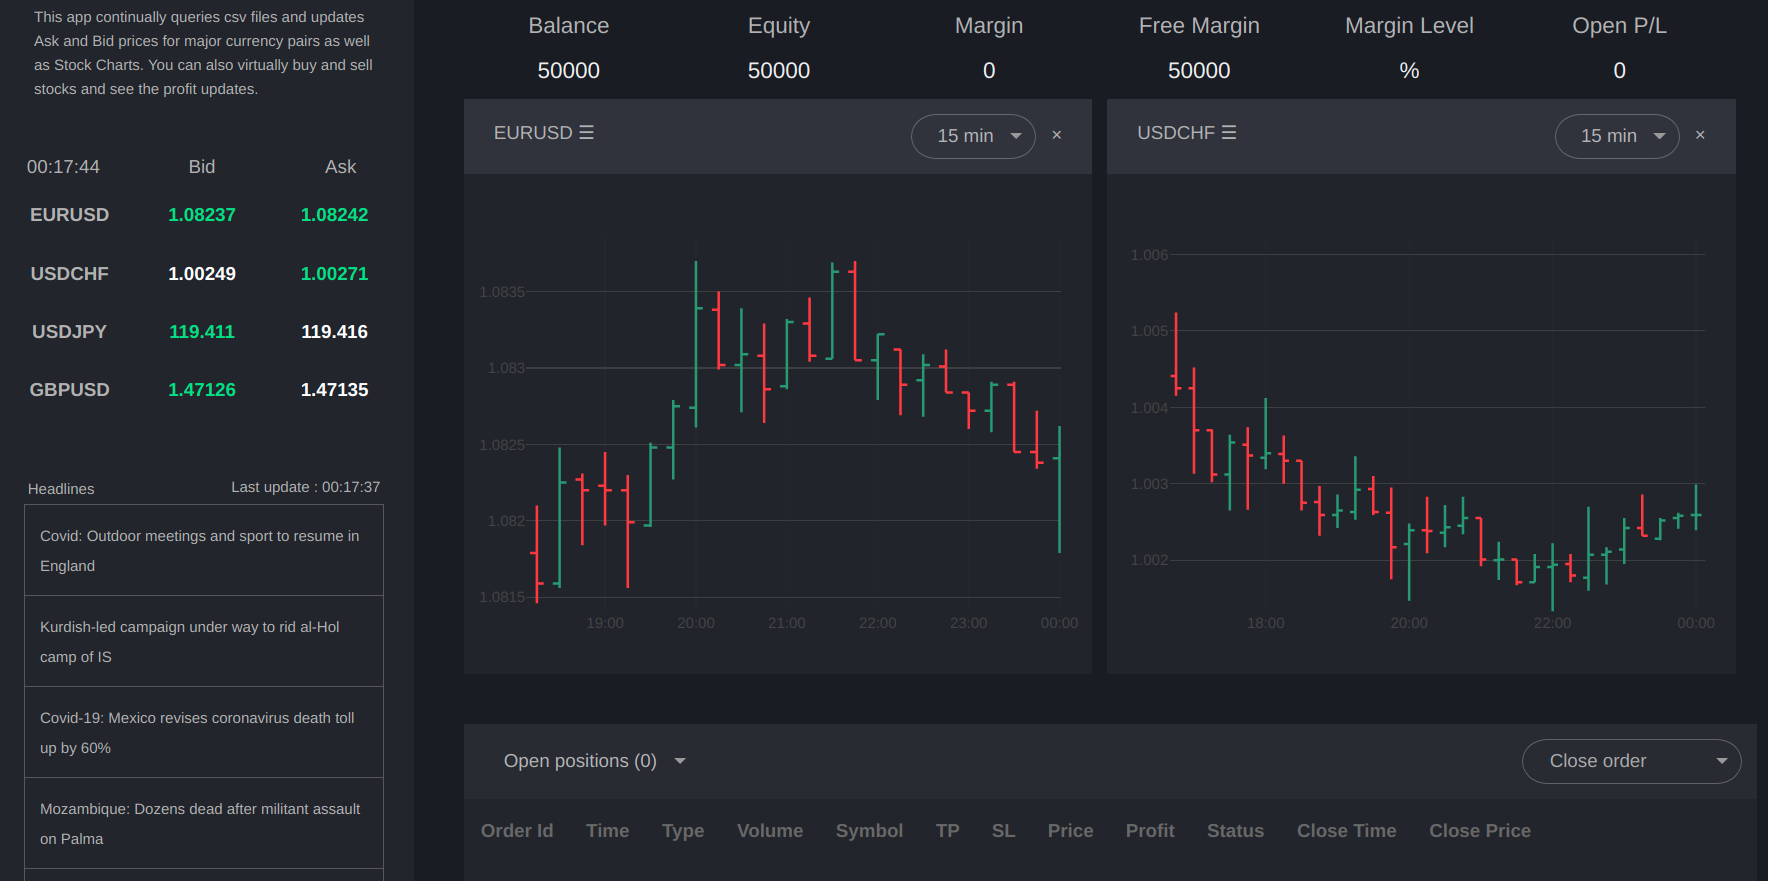 This app continually queries csv files and updates
Ask and Bid prices for major currency pairs as well
as Stock Charts. You can also virtually buy and sell
stocks and see the profit updates.
00:17:44 Bid Ask
EURUSD 1.08237 1.08242
USDCHF 1.00249 1.00271
USDJPY 119.411 119.416
GBPUSD 1.47126 1.47135
Headlines Last update : 00:17:37
Covid: Outdoor meetings and sport to resume in
England
Kurdish-led campaign under way to rid al-Hol
camp of IS
Covid-19: Mexico revises coronavirus death toll
up by 60%
Mozambique: Dozens dead after militant assault
on Palma
Balance Equity Margin Free Margin Margin Level Open P/L
50000 50000 0 50000 % 0
EURUSD ☰ 15 min ×
1.0835
1.083
1.0825
1.082
1.0815
19:00 20:00 21:00 22:00 23:00 00:00
USDCHF ☰ 15 min ×
1.006
1.005
1.004
1.003
1.002
18:00 20:00 22:00 00:00
Open positions (0) Close order
Order Id Time Type Volume Symbol TP SL Price Profit Status Close Time Close Price